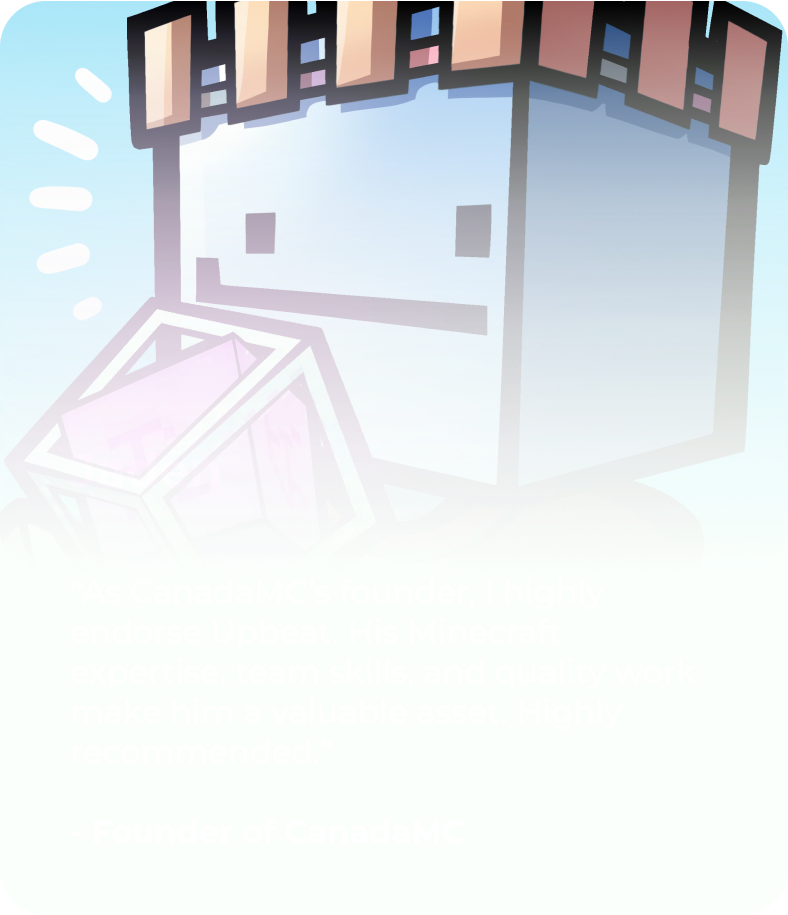 "As CanadaMC's founder, I highly
endorse Upheat. His Minecraft
expertise, team skills, and quality work
make him a valuable asset. Highly
recommended."
- Founder of CanadaMC